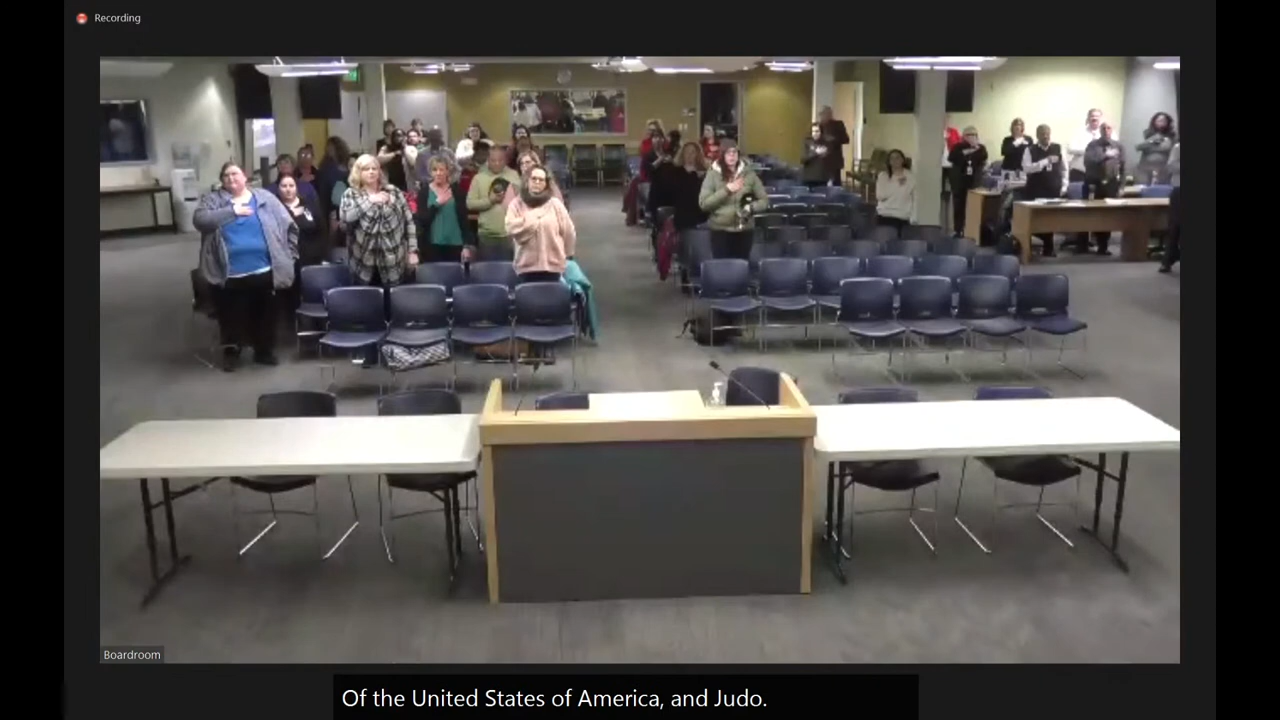 Recording
Boardroom
Of the United States of America, and Judo.